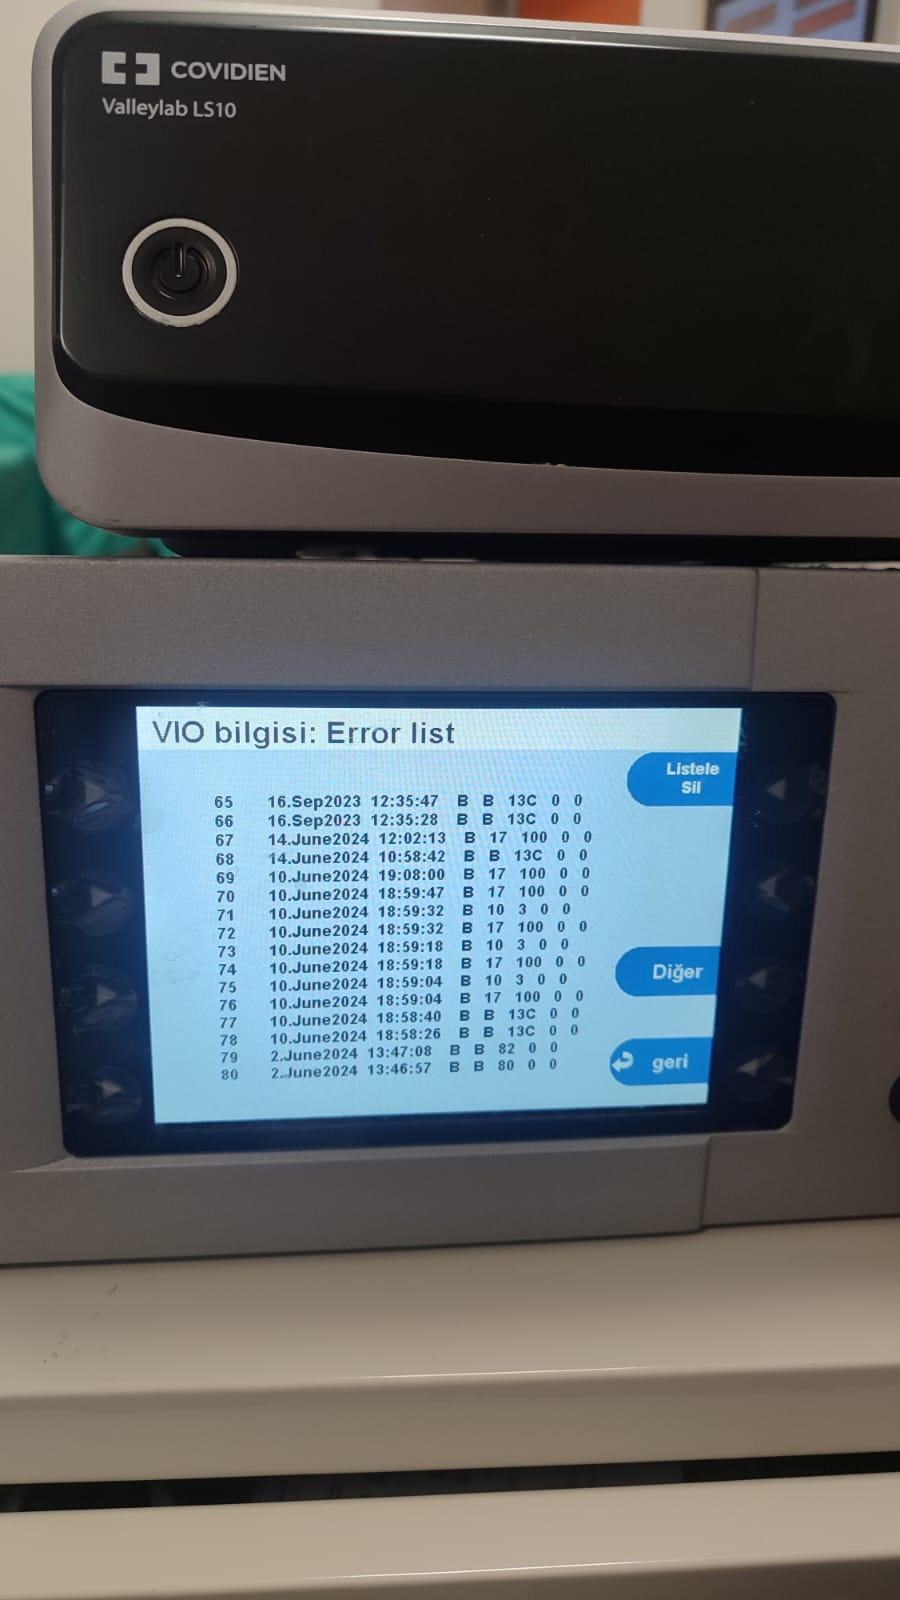 COVIDIEN
Valleylab LS10
VIO bilgisi: Error list
Listele
Sil
65 16.Sep2023 12:35:47 B B 13C 0 0
66 16.Sep2023 12:35:28 B B 13C 0 0
67 14.June2024 12:02:13 B 17 100 0 0
68 14.June2024 10:58:42 B B 13C 0 0
69 10.June2024 19:08:00 B 17 100 0 0
70 10.June2024 18:59:47 B 17 100 0 0
71 10.June2024 18:59:32 B 10 3 0 0
72 10.June2024 18:59:32 B 17 100 0 0
73 10.June2024 18:59:18 B 10 3 0 0
74 10.June2024 18:59:18 B 17 100 0 0
75 10.June2024 18:59:04 B 10 3 0 0
76 10.June2024 18:59:04 B 17 100 0 0
77 10.June2024 18:58:40 B B 13C 0 0
78 10.June2024 18:58:26 B B 13C 0 0
79 2.June2024 13:47:08 B B 82 0 0
80 2.June2024 13:46:57 B B 80 0 0
Diğer
geri